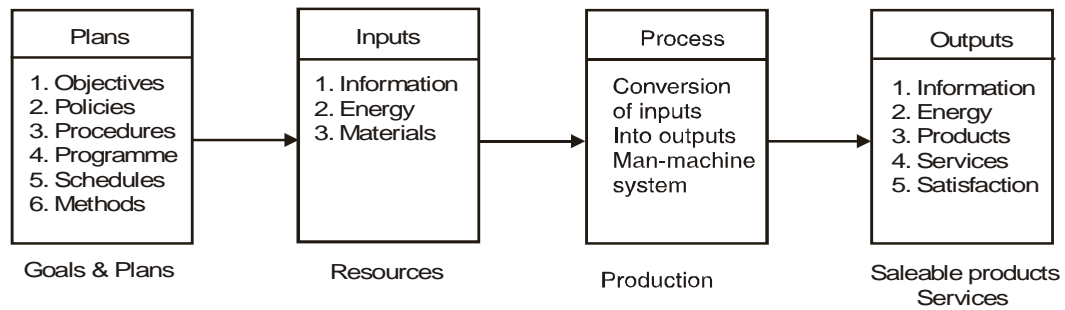 Plans
1. Objectives
2. Policies
3. Procedures
4. Programme
5. Schedules
6. Methods
Goals & Plans
Inputs
1. Information
2. Energy
3. Materials
Resources
Process
Conversion
of inputs
Into outputs
Man-machine
system
Production
Outputs
1. Information
2. Energy
3. Products
4. Services
5. Satisfaction
Saleable products
Services